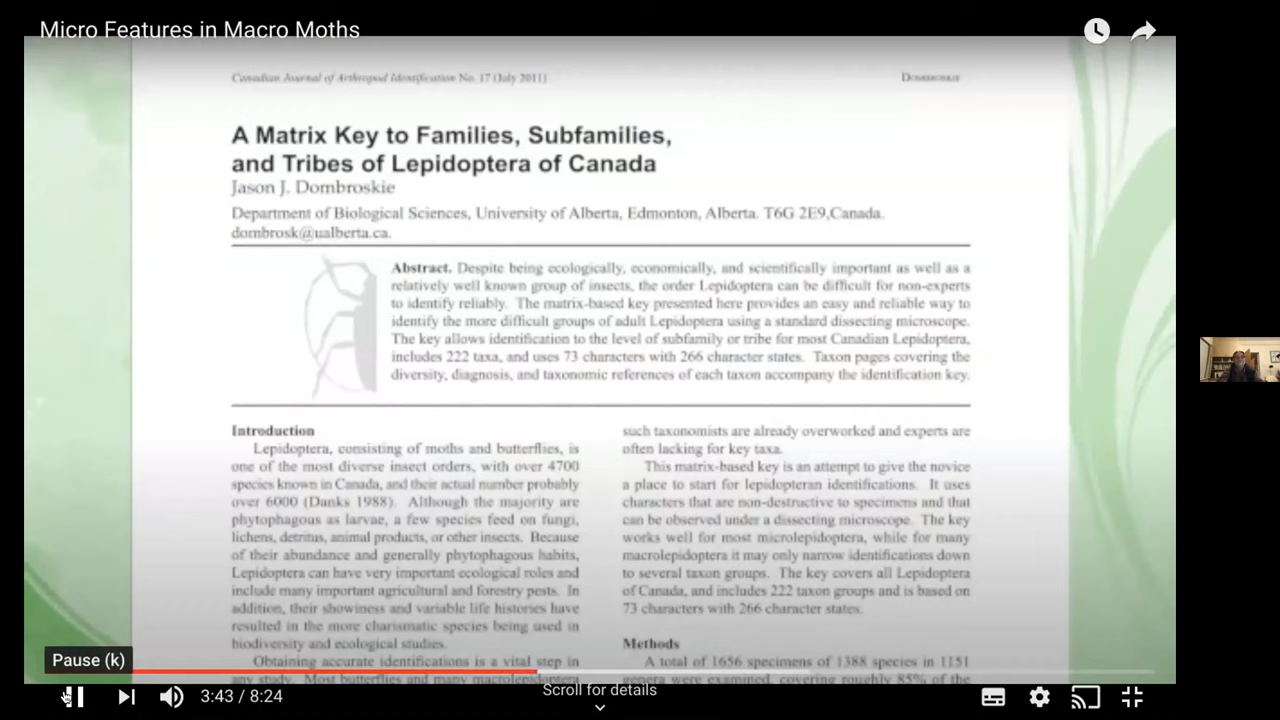 Micro Features in Macro Moths
Canadian Journal of Arthropod Identification No. 17 (July 2011)
DOMBROSKIE
A Matrix Key to Families, Subfamilies,
and Tribes of Lepidoptera of Canada
Jason J. Dombroskie
Department of Biological Sciences, University of Alberta, Edmonton, Alberta. T6G 2E9,Canada.
dombrosk@ualberta.ca.
Abstract. Despite being ecologically, economically, and scientifically important as well as a
relatively well known group of insects, the order Lepidoptera can be difficult for non-experts
to identify reliably. The matrix-based key presented here provides an easy and reliable way to
identify the more difficult groups of adult Lepidoptera using a standard dissecting microscope.
The key allows identification to the level of subfamily or tribe for most Canadian Lepidoptera,
includes 222 taxa, and uses 73 characters with 266 character states. Taxon pages covering the
diversity, diagnosis, and taxonomic references of each taxon accompany the identification key.
Introduction
Lepidoptera, consisting of moths and butterflies, is
one of the most diverse insect orders, with over 4700
species known in Canada, and their actual number probably
over 6000 (Danks 1988). Although the majority are
phytophagous as larvae, a few species feed on fungi,
lichens, detritus, animal products, or other insects. Because
of their abundance and generally phytophagous habits,
Lepidoptera can have very important ecological roles and
include many important agricultural and forestry pests. In
addition, their showiness and variable life histories have
resulted in the more charismatic species being used in
biodiversity and ecological studies.
Obtaining accurate identifications is a vital step in
any study. Most butterflies and many macrolepidoptera
such taxonomists are already overworked and experts are
often lacking for key taxa.
This matrix-based key is an attempt to give the novice
a place to start for lepidopteran identifications. It uses
characters that are non-destructive to specimens and that
can be observed under a dissecting microscope. The key
works well for most microlepidoptera, while for many
macrolepidoptera it may only narrow identifications down
to several taxon groups. The key covers all Lepidoptera
of Canada, and includes 222 taxon groups and is based on
73 characters with 266 character states.
Methods
A total of 1656 specimens of 1388 species in 1151
genera were examined, covering roughly 85% of the
Pause (k)
3:43 / 8:24
Scroll for details